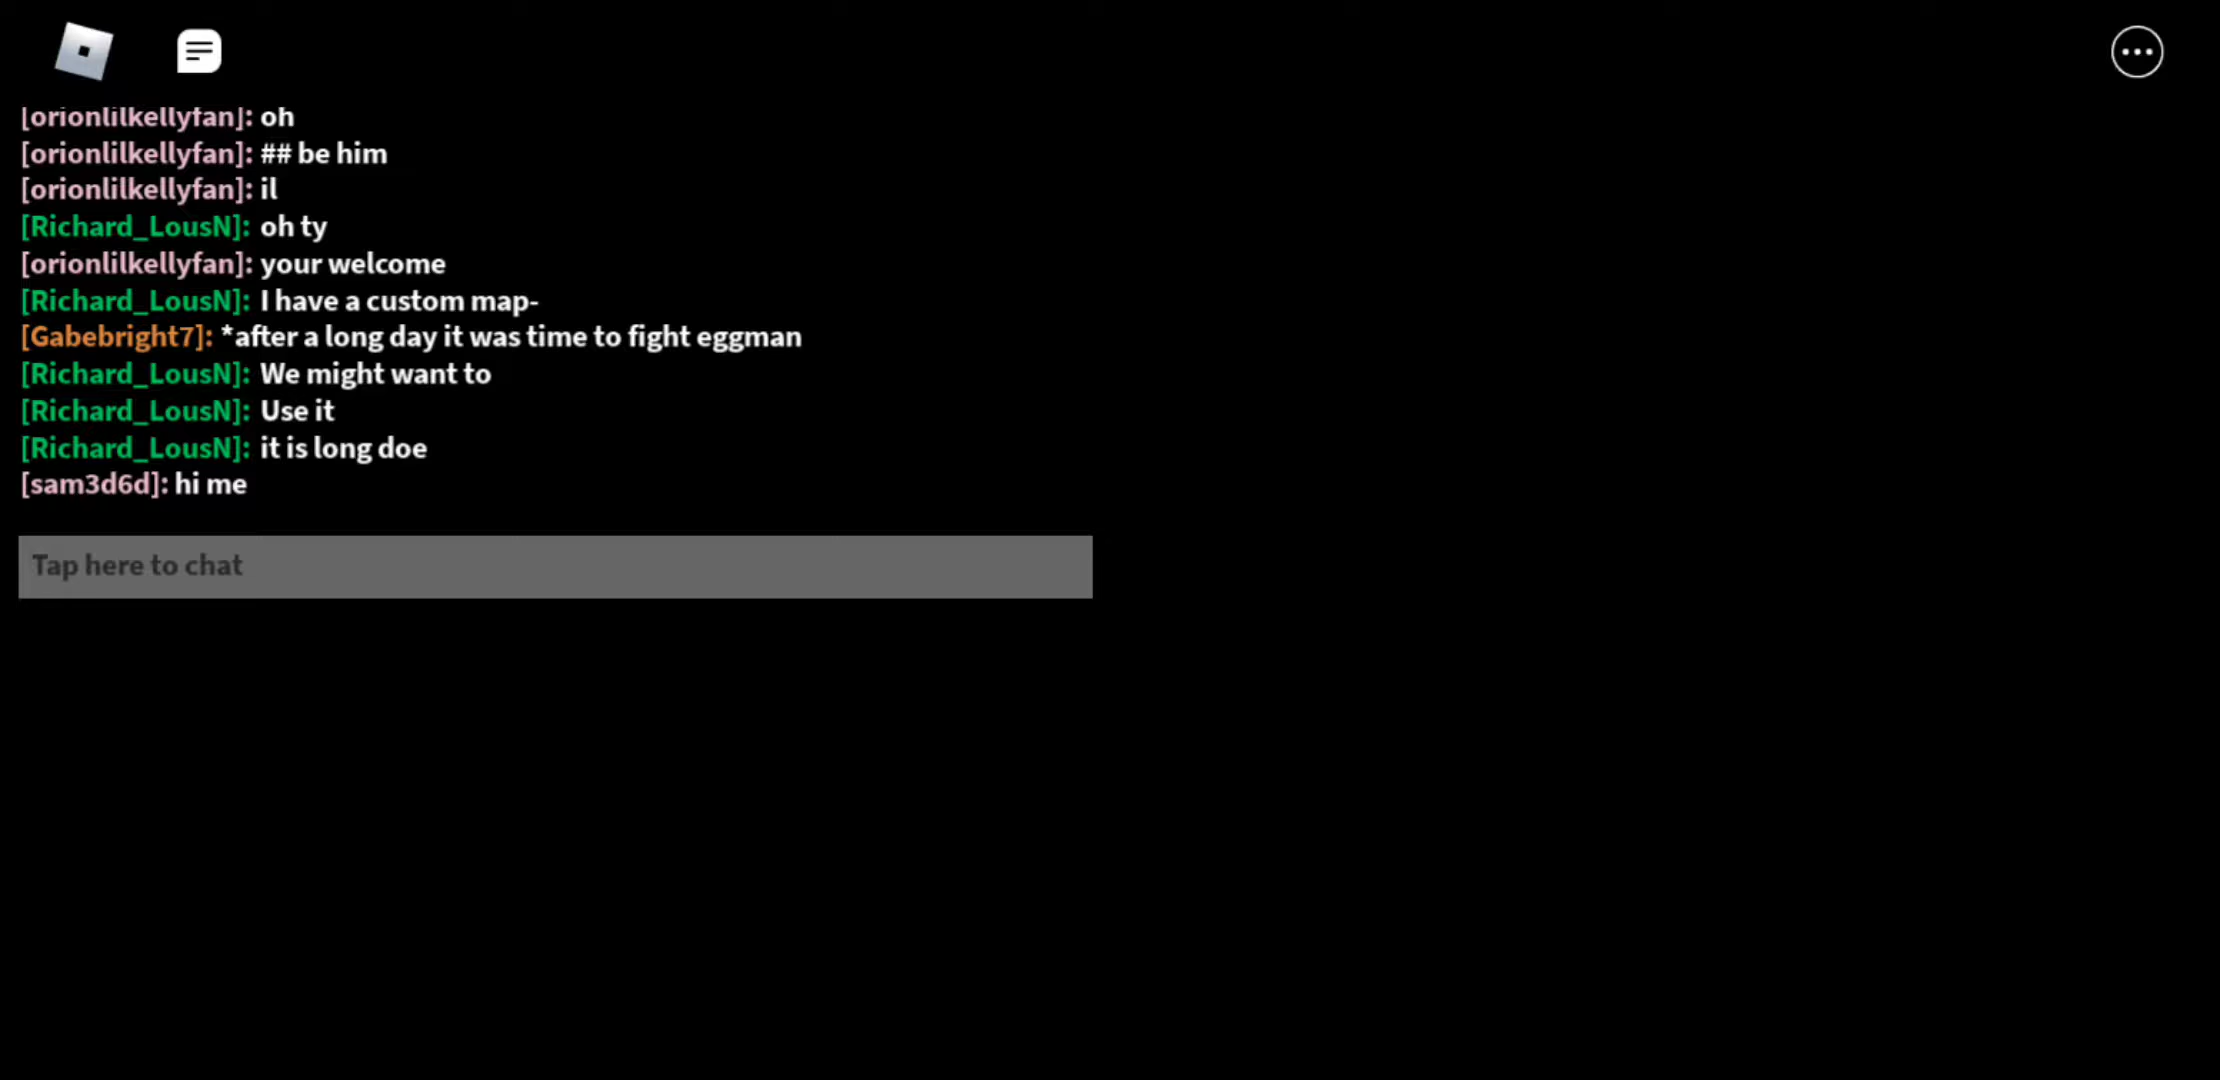 [orionlilkellyfan]: oh
[orionlilkellyfan]: ## be him
[orionlilkellyfan]: il
[Richard_LousN]: oh ty
[orionlilkellyfan]: your welcome
[Richard_LousN]: I have a custom map-
[Gabebright7]: *after a long day it was time to fight eggman
[Richard_LousN]: We might want to
[Richard_LousN]: Use it
[Richard_LousN]: it is long doe
[sam3d6d]: hi me
Tap here to chat